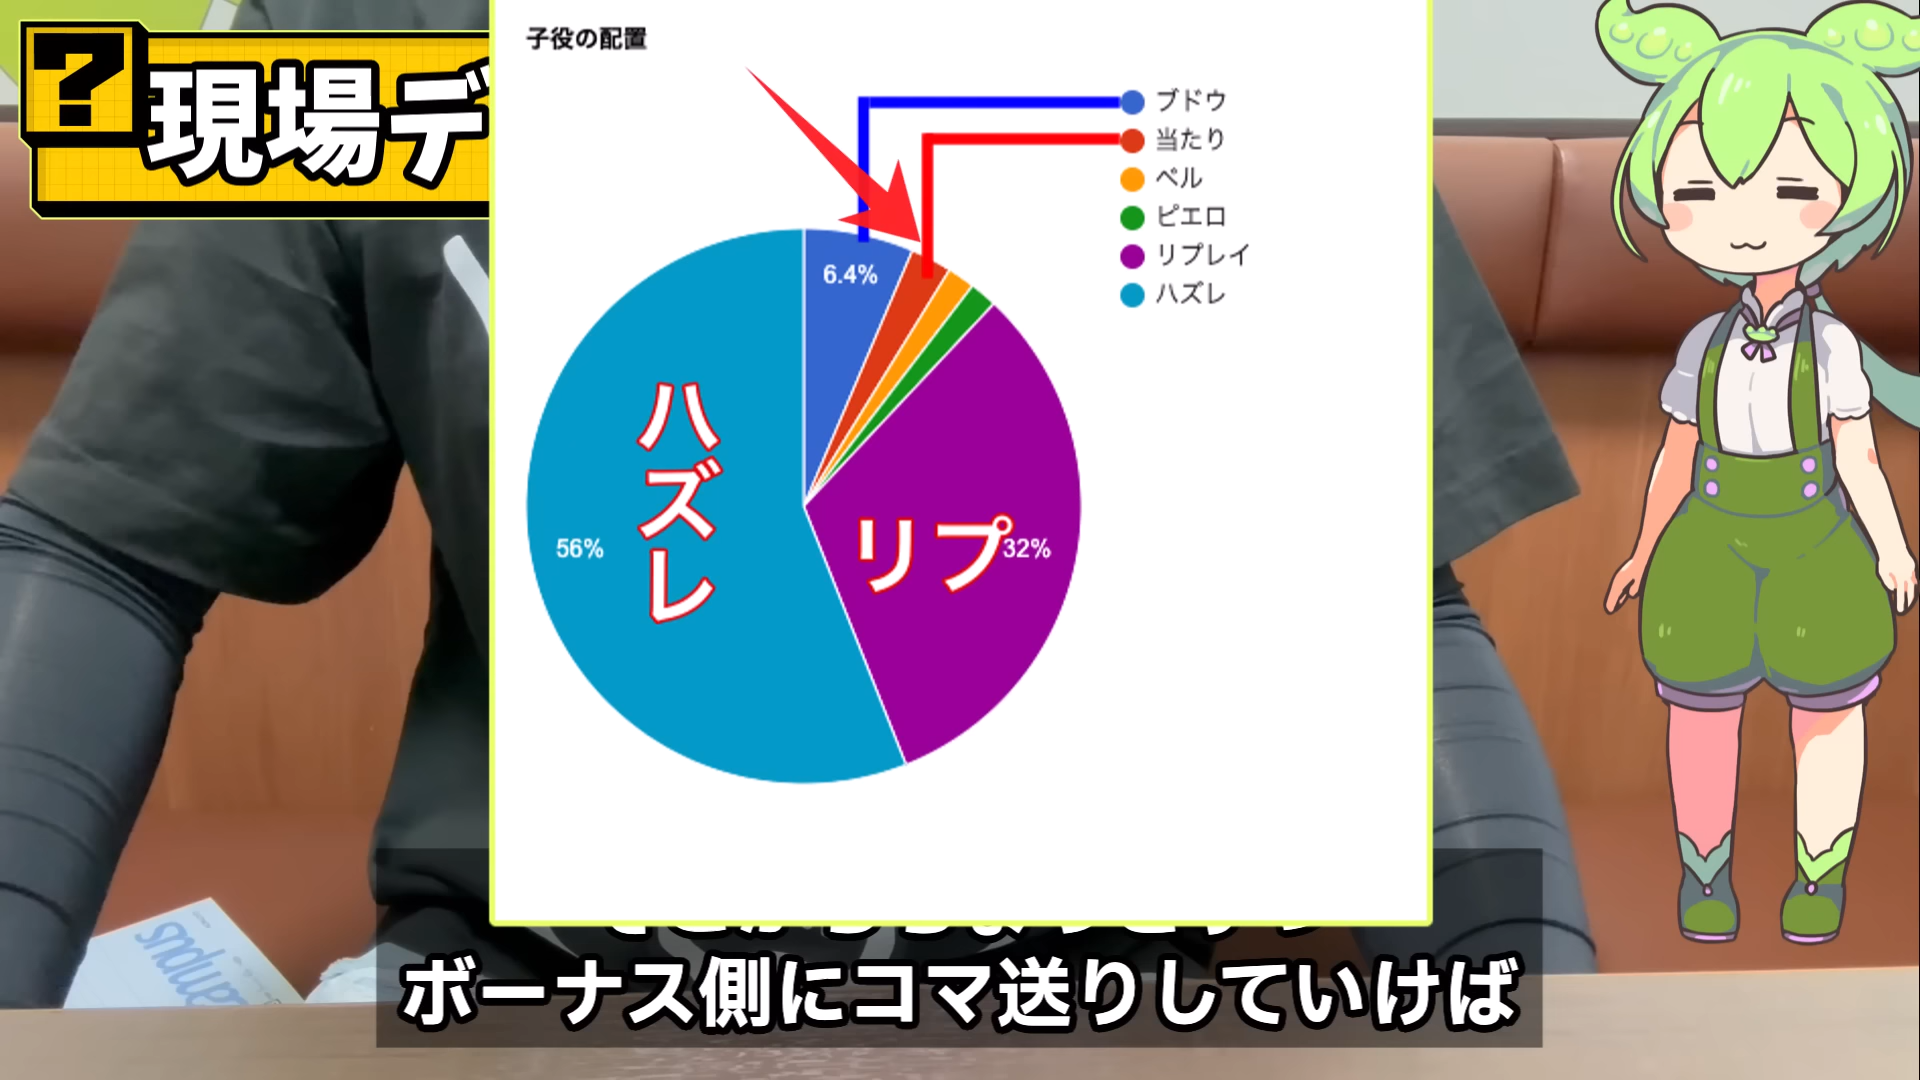 ?
現場デ
子役の配置
ブドウ
当たり
ベル
ピエロ
リプレイ
ハズレ
6.4%
ハズレ
56%
リプ
32%
ボーナス側にコマ送りしていけば